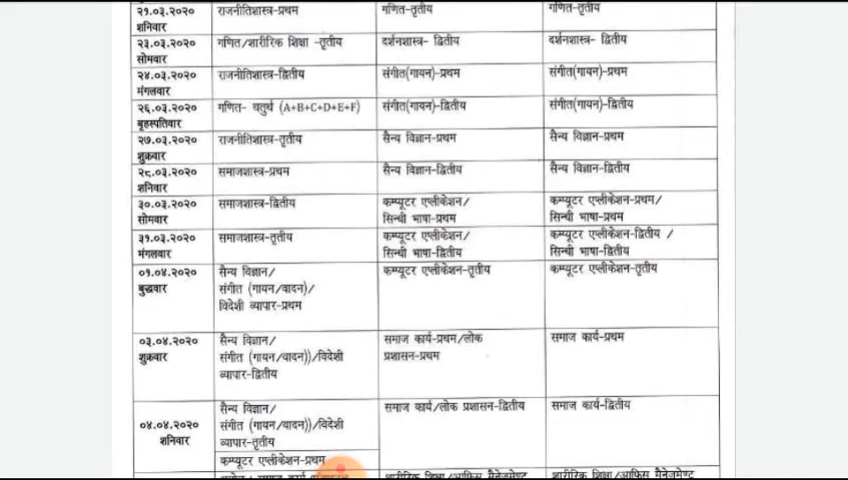 २१.०३.२०२० राजनीतिशास्त्र-प्रथम गणित-तृतीय गणित-तृतीय
शनिवार
२३.०३.२०२० गणित/शारीरिक शिक्षा -तृतीय दर्शनशास्त्र- द्वितीय दर्शनशास्त्र- द्वितीय
सोमवार
२४.०३.२०२० राजनीतिशास्त्र-द्वितीय संगीत(गायन)-प्रथम संगीत(गायन)-प्रथम
मंगलवार
२६.०३.२०२० गणित- चतुर्थ (A+B+C+D+E+F) संगीत(गायन)-द्वितीय संगीत(गायन)-द्वितीय
बृहस्पतिवार
२७.०३.२०२० राजनीतिशास्त्र-तृतीय सैन्य विज्ञान-प्रथम सैन्य विज्ञान-प्रथम
शुक्रवार
२८.०३.२०२० समाजशास्त्र-प्रथम सैन्य विज्ञान-द्वितीय सैन्य विज्ञान-द्वितीय
शनिवार
३०.०३.२०२० समाजशास्त्र-द्वितीय कम्प्यूटर एप्लीकेशन/ कम्प्यूटर एप्लीकेशन-प्रथम/
सोमवार सिन्धी भाषा-प्रथम सिन्धी भाषा-प्रथम
३१.०३.२०२० समाजशास्त्र-तृतीय कम्प्यूटर एप्लीकेशन/ कम्प्यूटर एप्लीकेशन-द्वितीय /
मंगलवार सिन्धी भाषा-द्वितीय सिन्धी भाषा-द्वितीय
०१.०४.२०२० सैन्य विज्ञान/ कम्प्यूटर एप्लीकेशन-तृतीय कम्प्यूटर एप्लीकेशन-तृतीय
बुद्धवार संगीत (गायन/वादन)/
विदेशी व्यापार-प्रथम
०३.०४.२०२० सैन्य विज्ञान/ समाज कार्य-प्रथम/लोक समाज कार्य-प्रथम
शुक्रवार संगीत (गायन/वादन))/विदेशी प्रशासन-प्रथम
व्यापार-द्वितीय
सैन्य विज्ञान/ समाज कार्य/लोक प्रशासन-द्वितीय समाज कार्य-द्वितीय
०४.०४.२०२० संगीत (गायन/वादन))/विदेशी
शनिवार व्यापार-तृतीय
कम्प्यूटर एप्लीकेशन-प्रथम
शारीरिक शिक्षा/आफिस मैनेजमेण्ट शारीरिक शिक्षा/आफिस मैनेजमेण्ट